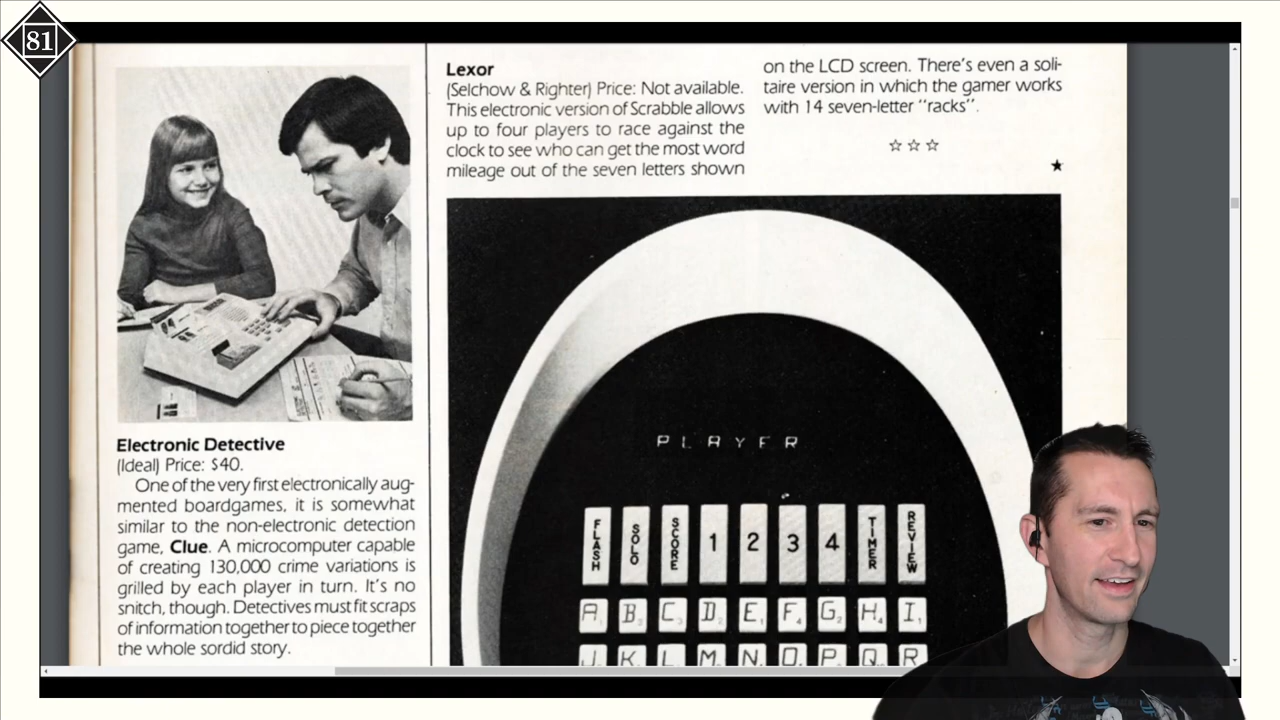 81
Electronic Detective
(Ideal) Price: $40.
One of the very first electronically aug-
mented boardgames, it is somewhat
similar to the non-electronic detection
game, Clue. A microcomputer capable
of creating 130,000 crime variations is
grilled by each player in turn. It's no
snitch, though. Detectives must fit scraps
of information together to piece together
the whole sordid story.
Lexor
(Selchow & Righter) Price: Not available.
This electronic version of Scrabble allows
up to four players to race against the
clock to see who can get the most word
mileage out of the seven letters shown
on the LCD screen. There's even a soli-
taire version in which the gamer works
with 14 seven-letter "racks".
PLAYER
FLASH SOLO SCORE 1 2 3 4 TIMER REVIEW
A B C D E F G H I
J K L M N O P Q R